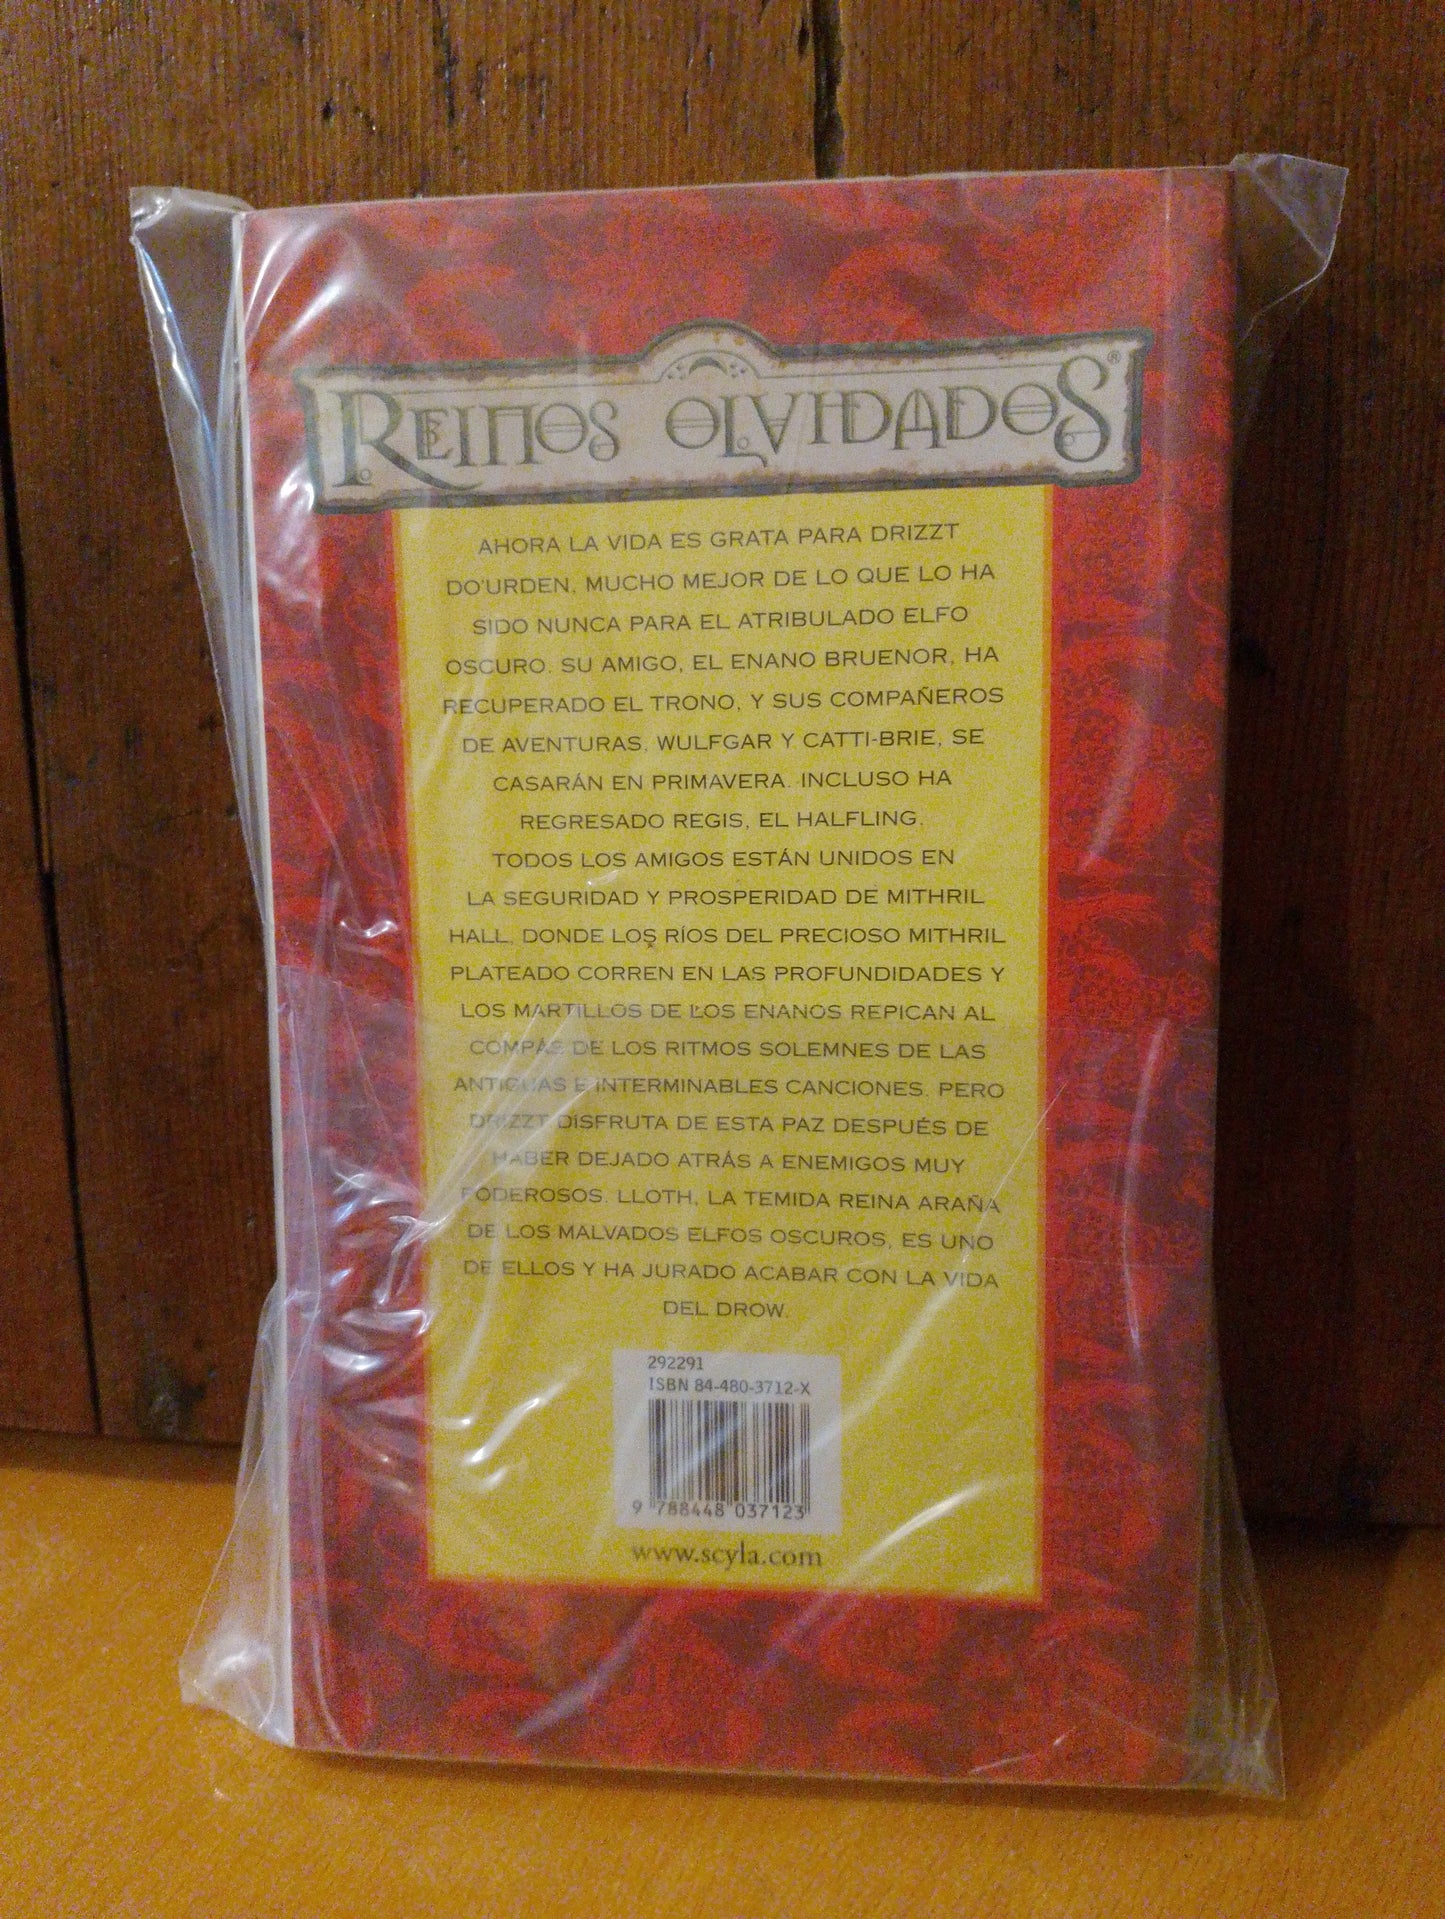 REINOS OLVIDADOS®
AHORA LA VIDA ES GRATA PARA DRIZZT
DO'URDEN, MUCHO MEJOR DE LO QUE LO HA
SIDO NUNCA PARA EL ATRIBULADO ELFO
OSCURO. SU AMIGO, EL ENANO BRUENOR, HA
RECUPERADO EL TRONO, Y SUS COMPAÑEROS
DE AVENTURAS, WULFGAR Y CATTI-BRIE, SE
CASARÁN EN PRIMAVERA. INCLUSO HA
REGRESADO REGIS, EL HALFLING.
TODOS LOS AMIGOS ESTÁN UNIDOS EN
LA SEGURIDAD Y PROSPERIDAD DE MITHRIL
HALL, DONDE LOS RÍOS DEL PRECIOSO MITHRIL
PLATEADO CORREN EN LAS PROFUNDIDADES Y
LOS MARTILLOS DE LOS ENANOS REPICAN AL
COMPÁS DE LOS RITMOS SOLEMNES DE LAS
ANTIGUAS E INTERMINABLES CANCIONES. PERO
DRIZZT DISFRUTA DE ESTA PAZ DESPUÉS DE
HABER DEJADO ATRÁS A ENEMIGOS MUY
PODEROSOS. LLOTH, LA TEMIDA REINA ARAÑA
DE LOS MALVADOS ELFOS OSCUROS, ES UNO
DE ELLOS Y HA JURADO ACABAR CON LA VIDA
DEL DROW.
292291
ISBN 84-480-3712-X
9 788448 037123
www.scyla.com